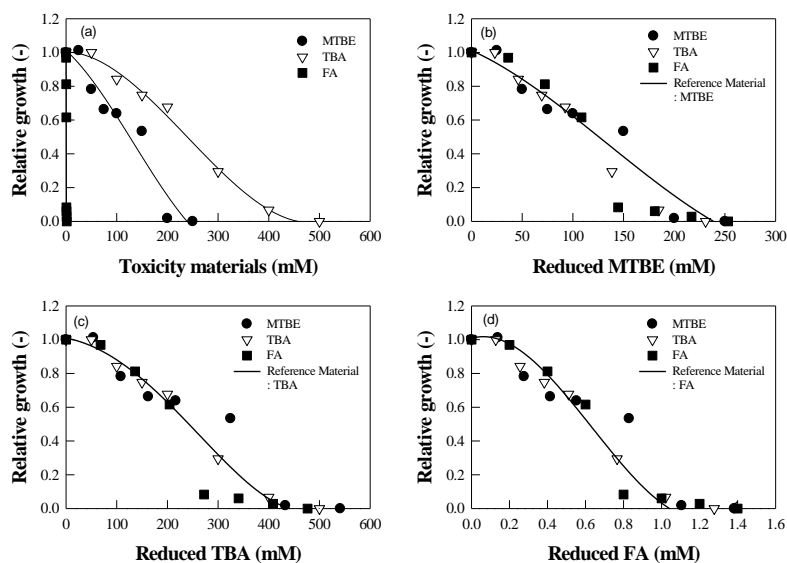 (a)
MTBE
TBA
FA
Relative growth (-)
1.2
1.0
0.8
0.6
0.4
0.2
0.0
0 100 200 300 400 500 600
Toxicity materials (mM)
(b)
MTBE
TBA
FA
Reference Material
: MTBE
Relative growth (-)
1.2
1.0
0.8
0.6
0.4
0.2
0.0
0 50 100 150 200 250 300
Reduced MTBE (mM)
(c)
MTBE
TBA
FA
Reference Material
: TBA
Relative growth (-)
1.2
1.0
0.8
0.6
0.4
0.2
0.0
0 100 200 300 400 500 600
Reduced TBA (mM)
(d)
MTBE
TBA
FA
Reference Material
: FA
Relative growth (-)
1.2
1.0
0.8
0.6
0.4
0.2
0.0
0.0 0.2 0.4 0.6 0.8 1.0 1.2 1.4 1.6
Reduced FA (mM)